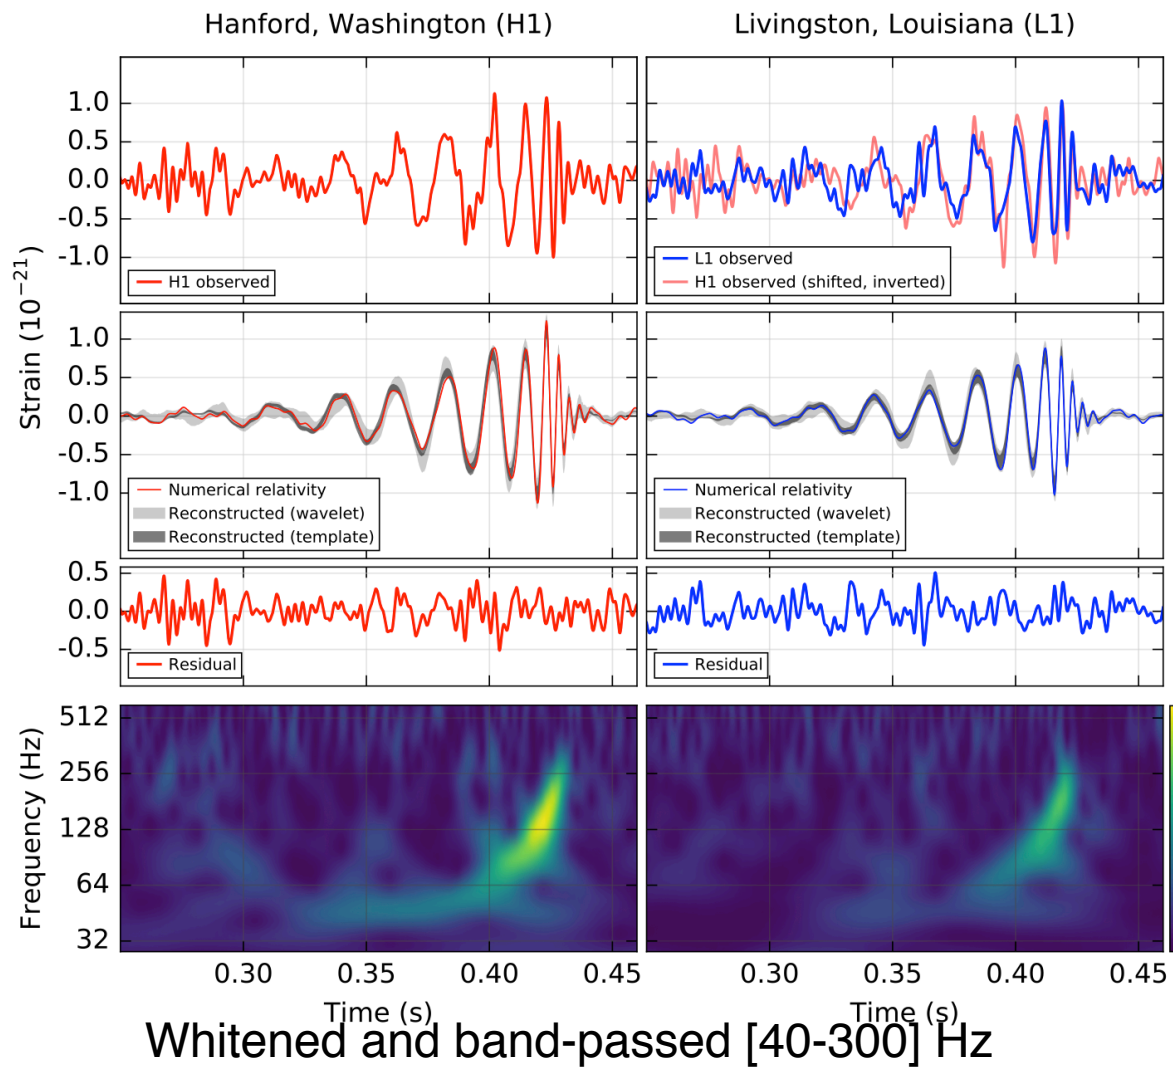 Hanford, Washington (H1)
Livingston, Louisiana (L1)
Strain (10⁻²¹)
1.0
0.5
0.0
-0.5
-1.0
H1 observed
L1 observed
H1 observed (shifted, inverted)
1.0
0.5
0.0
-0.5
-1.0
Numerical relativity
Reconstructed (wavelet)
Reconstructed (template)
Numerical relativity
Reconstructed (wavelet)
Reconstructed (template)
0.5
0.0
-0.5
Residual
Residual
Frequency (Hz)
512
256
128
64
32
0.30 0.35 0.40 0.45
0.30 0.35 0.40 0.45
Time (s)
Time (s)
Whitened and band-passed [40-300] Hz